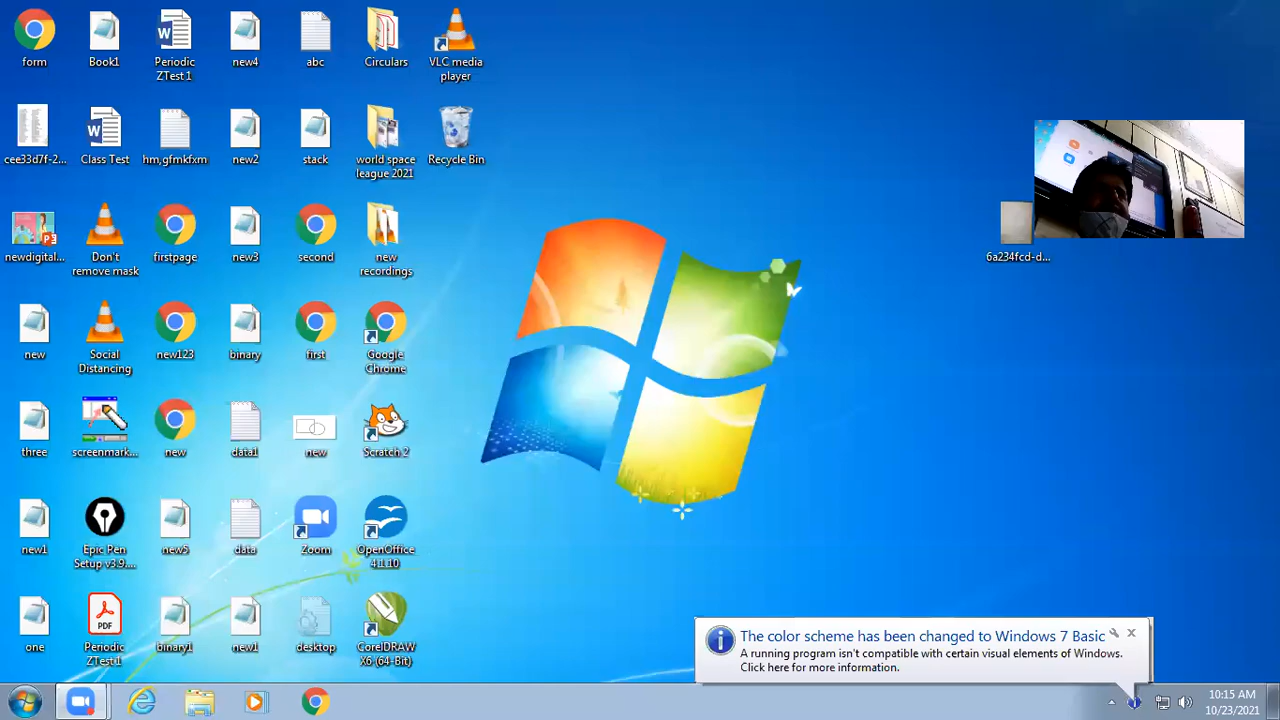 form
Book1
Periodic
ZTest 1
new4
abc
Circulars
VLC media
player
cee33d7f-2...
Class Test
hm,gfmkfxm
new2
stack
world space
league 2021
Recycle Bin
newdigital...
Don't
remove mask
firstpage
new3
second
new
recordings
6a234fcd-d...
new
Social
Distancing
new123
binary
first
Google
Chrome
three
screenmark...
new
data1
new
Scratch 2
new1
Epic Pen
Setup v3.9....
new5
data
Zoom
OpenOffice
4.1.10
one
PDF
Periodic
ZTest 1
binary1
new1
desktop
CorelDRAW
X6 (64-Bit)
The color scheme has been changed to Windows 7 Basic
A running program isn't compatible with certain visual elements of Windows.
Click here for more information.
10:15 AM
10/23/2021